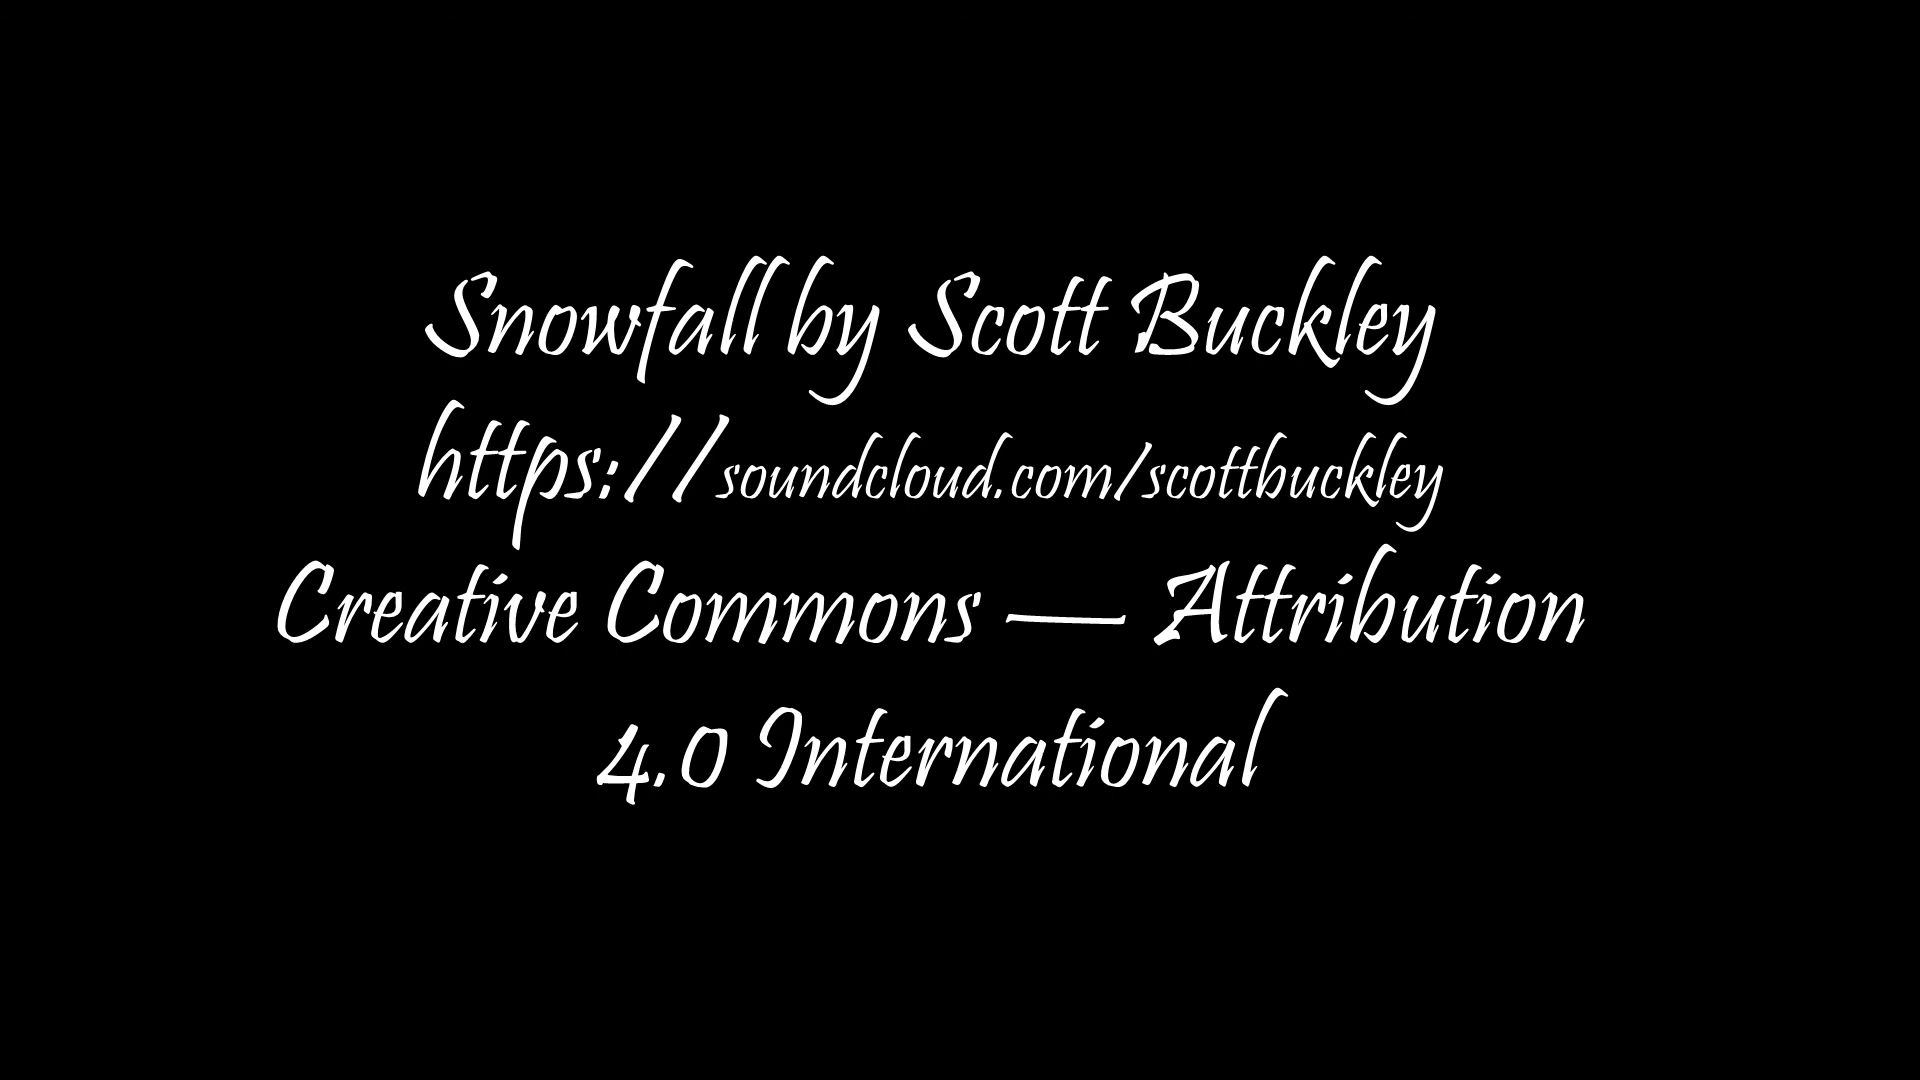 Snowfall by Scott Buckley
https://soundcloud.com/scottbuckley
Creative Commons — Attribution
4.0 International